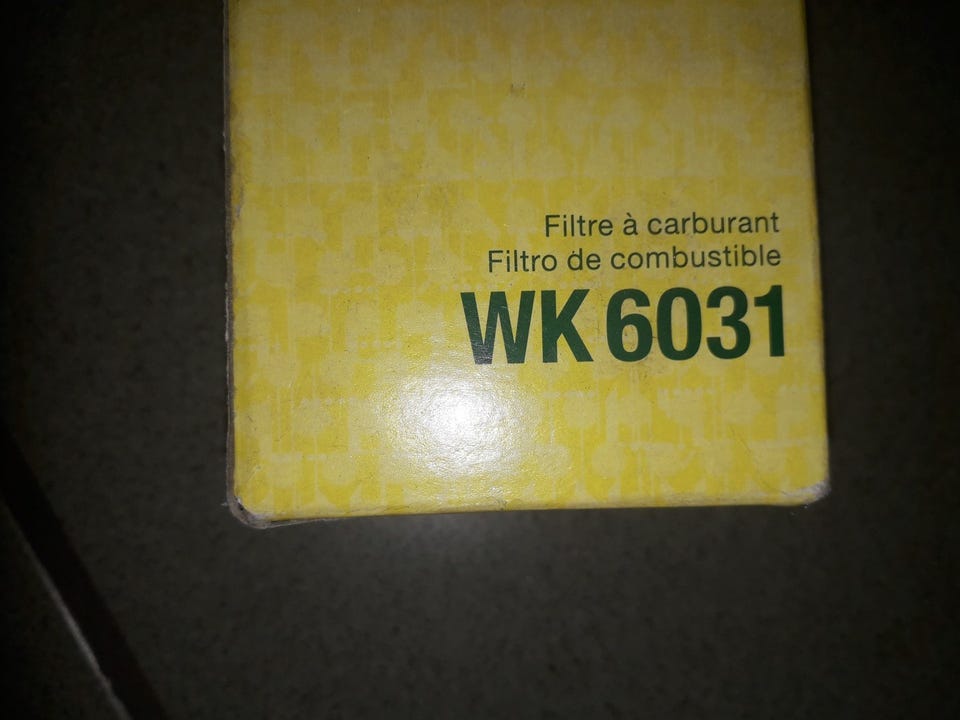 Filtre à carburant
Filtro de combustible
WK 6031